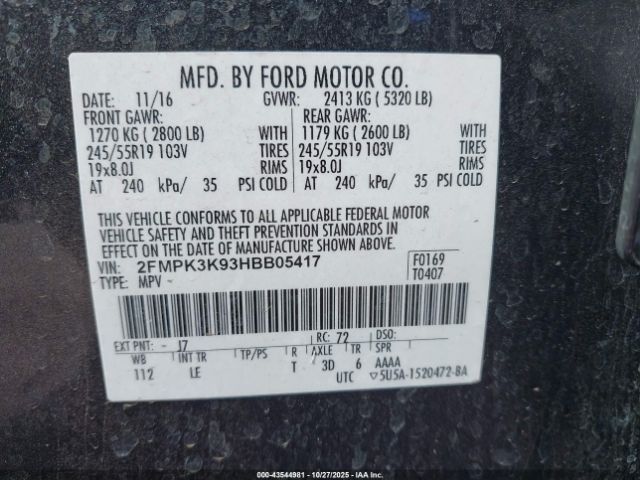 MFD. BY FORD MOTOR CO.
DATE: 11/16 GVWR: 2413 KG ( 5320 LB)
FRONT GAWR: REAR GAWR:
1270 KG ( 2800 LB) WITH 1179 KG ( 2600 LB) WITH
245/55R19 103V TIRES 245/55R19 103V TIRES
19x8.0J RIMS 19x8.0J RIMS
AT 240 kPa/ 35 PSI COLD AT 240 kPa/ 35 PSI COLD
THIS VEHICLE CONFORMS TO ALL APPLICABLE FEDERAL MOTOR
VEHICLE SAFETY AND THEFT PREVENTION STANDARDS IN
EFFECT ON THE DATE OF MANUFACTURE SHOWN ABOVE.
VIN: 2FMPK3K93HBB05417 F0169
TYPE: MPV T0407
EXT PNT: - J7 RC: 72 DSO:
WB INT TR TP/PS R AXLE TR SPR
112 LE T 3D 6 AAAA
UTC ▽5U5A-1520472-BA
© 00-43544981 - 10/27/2025 - IAA Inc.